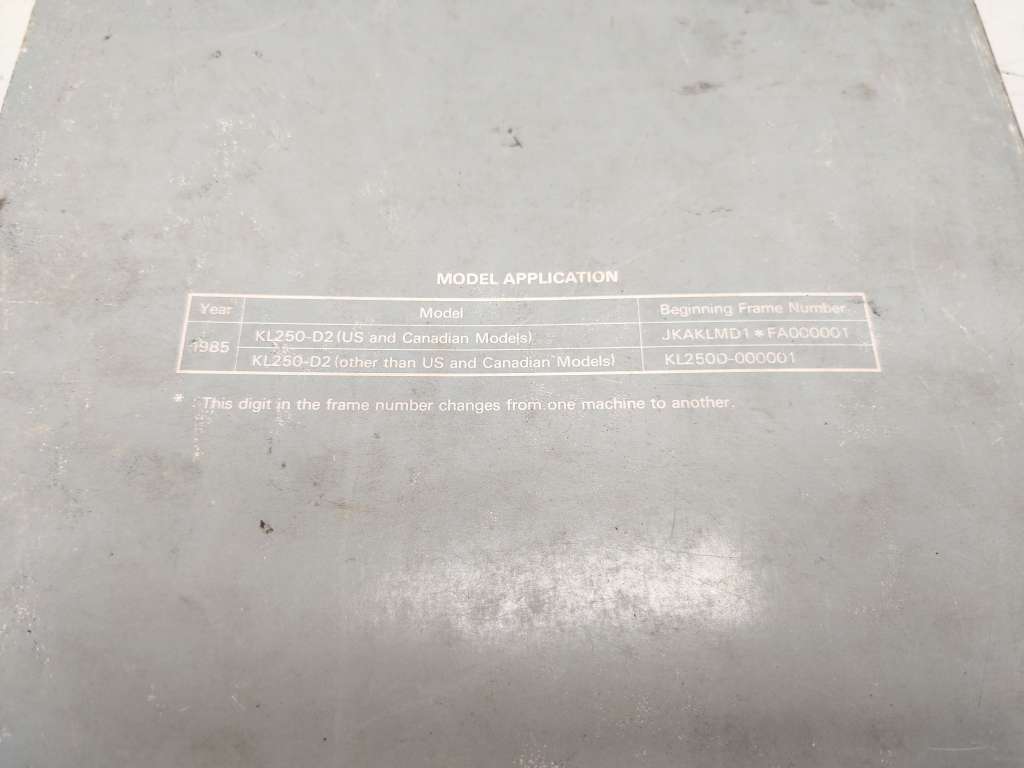 MODEL APPLICATION
Year Model Beginning Frame Number
1985 KL250-D2 (US and Canadian Models) JKAKLMD1*FA000001
KL250-D2 (other than US and Canadian Models) KL250D-000001
* : This digit in the frame number changes from one machine to another.